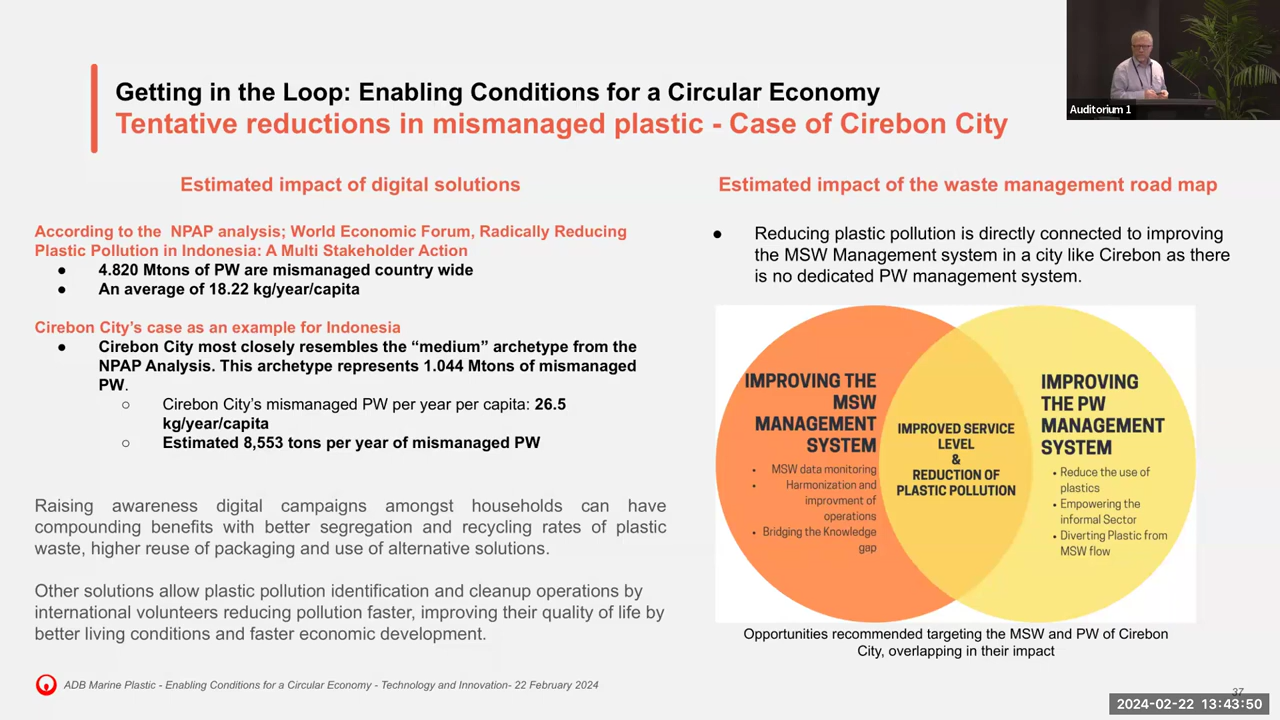 Getting in the Loop: Enabling Conditions for a Circular Economy
Tentative reductions in mismanaged plastic - Case of Cirebon City
Auditorium 1
Estimated impact of digital solutions
According to the NPAP analysis; World Economic Forum, Radically Reducing
Plastic Pollution in Indonesia: A Multi Stakeholder Action
● 4.820 Mtons of PW are mismanaged country wide
● An average of 18.22 kg/year/capita
Cirebon City's case as an example for Indonesia
● Cirebon City most closely resembles the “medium” archetype from the
NPAP Analysis. This archetype represents 1.044 Mtons of mismanaged
PW.
○ Cirebon City's mismanaged PW per year per capita: 26.5
kg/year/capita
○ Estimated 8,553 tons per year of mismanaged PW
Raising awareness digital campaigns amongst households can have
compounding benefits with better segregation and recycling rates of plastic
waste, higher reuse of packaging and use of alternative solutions.
Other solutions allow plastic pollution identification and cleanup operations by
international volunteers reducing pollution faster, improving their quality of life by
better living conditions and faster economic development.
Estimated impact of the waste management road map
● Reducing plastic pollution is directly connected to improving
the MSW Management system in a city like Cirebon as there
is no dedicated PW management system.
IMPROVING THE
MSW
MANAGEMENT
SYSTEM
• MSW data monitoring
• Harmonization and
improvment of
operations
• Bridging the Knowledge
gap
IMPROVED SERVICE
LEVEL
&
REDUCTION OF
PLASTIC POLLUTION
IMPROVING
THE PW
MANAGEMENT
SYSTEM
• Reduce the use of
plastics
• Empowering the
informal Sector
• Diverting Plastic from
MSW flow
Opportunities recommended targeting the MSW and PW of Cirebon
City, overlapping in their impact
ADB Marine Plastic - Enabling Conditions for a Circular Economy - Technology and Innovation- 22 February 2024
37
2024-02-22 13:43:50